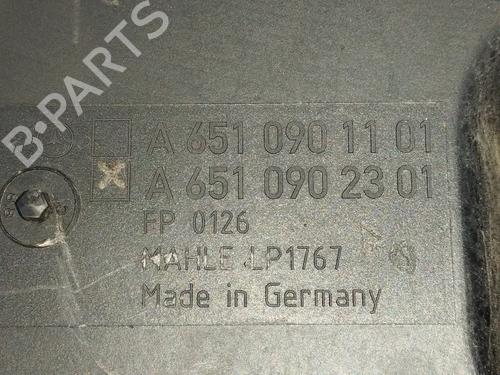 B-PARTS
A 651 090 11 01
A 651 090 23 01
FP 0126
MAHLE LP1767
Made in Germany